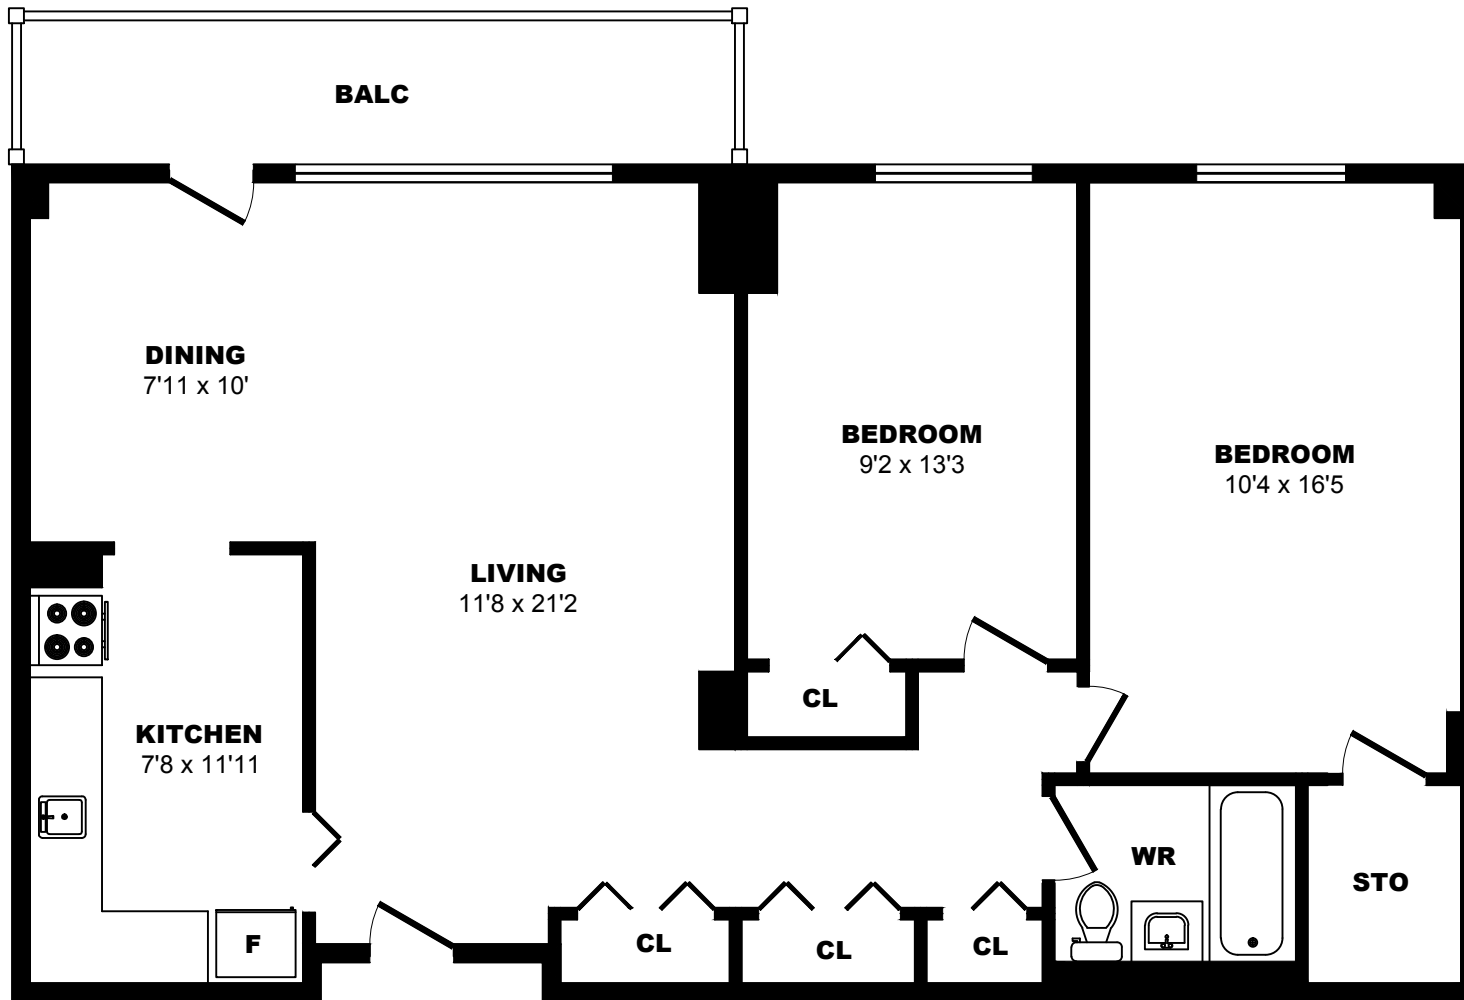 BALC
DINING
7'11 x 10'
BEDROOM
9'2 x 13'3
BEDROOM
10'4 x 16'5
LIVING
11'8 x 21'2
CL
KITCHEN
7'8 x 11'11
WR
STO
F
CL
CL
CL